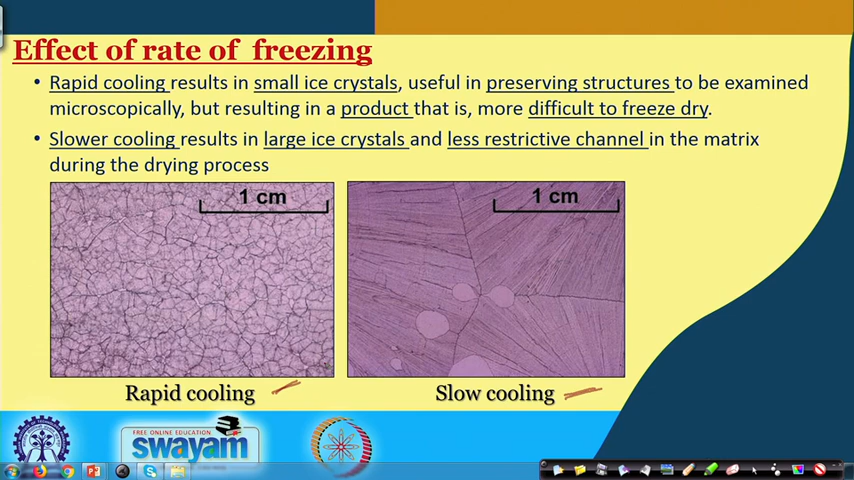 Effect of rate of freezing
• Rapid cooling results in small ice crystals, useful in preserving structures to be examined
microscopically, but resulting in a product that is, more difficult to freeze dry.
• Slower cooling results in large ice crystals and less restrictive channel in the matrix
during the drying process
1 cm
1 cm
Rapid cooling
Slow cooling
FREE ONLINE EDUCATION
swayam